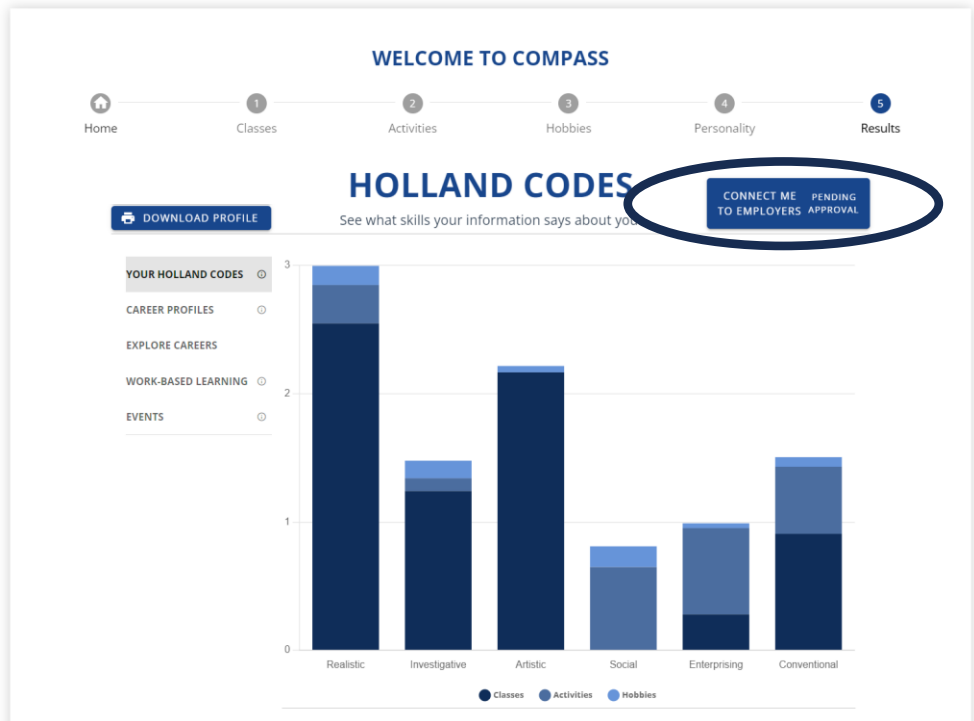 WELCOME TO COMPASS
1
2
3
4
5
Home
Classes
Activities
Hobbies
Personality
Results
HOLLAND CODES
See what skills your information says about you
DOWNLOAD PROFILE
CONNECT ME
TO EMPLOYERS
PENDING
APPROVAL
YOUR HOLLAND CODES
CAREER PROFILES
EXPLORE CAREERS
WORK-BASED LEARNING
EVENTS
3
2
1
0
Realistic
Investigative
Artistic
Social
Enterprising
Conventional
Classes
Activities
Hobbies